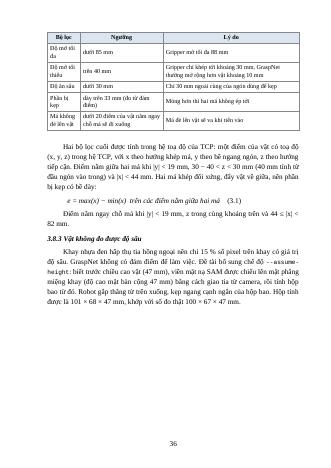 Bộ lọc Ngưỡng Lý do
Độ mở tối đa dưới 85 mm Gripper mở tối đa 88 mm
Độ mở tối thiểu trên 40 mm Gripper chỉ khép tới khoảng 30 mm, GraspNet thường mở rộng hơn vật khoảng 10 mm
Độ ăn sâu dưới 30 mm Chỉ 30 mm ngoài cùng của ngón dùng để kẹp
Phần bị kẹp dày trên 33 mm (đo từ đám điểm) Mỏng hơn thì hai má không ép tới
Má không đè lên vật dưới 20 điểm của vật nằm ngay chỗ má sẽ đi xuống Má đè lên vật sẽ va khi tiến vào
Hai bộ lọc cuối được tính trong hệ toạ độ của TCP: một điểm của vật có toạ độ
(x, y, z) trong hệ TCP, với x theo hướng khép má, y theo bề ngang ngón, z theo hướng
tiếp cận. Điểm nằm giữa hai má khi |y| < 19 mm, 30 − 40 < z < 30 mm (40 mm tính từ
đầu ngón vào trong) và |x| < 44 mm. Hai má khép đối xứng, đẩy vật về giữa, nên phần
bị kẹp có bề dày:
e = max(x) − min(x) trên các điểm nằm giữa hai má (3.1)
Điểm nằm ngay chỗ má khi |y| < 19 mm, z trong cùng khoảng trên và 44 ≤ |x| <
82 mm.
3.8.3 Vật không đo được độ sâu
Khay nhựa đen hấp thụ tia hồng ngoại nên chỉ 15 % số pixel trên khay có giá trị
độ sâu. GraspNet không có đám điểm để làm việc. Đề tài bổ sung chế độ --assume-
height: biết trước chiều cao vật (47 mm), viền mặt nạ SAM được chiếu lên mặt phẳng
miệng khay (độ cao mặt bàn cộng 47 mm) bằng cách giao tia từ camera, rồi tính hộp
bao từ đó. Robot gắp thẳng từ trên xuống, kẹp ngang cạnh ngắn của hộp bao. Hộp tính
được là 101 × 68 × 47 mm, khớp với số đo thật 100 × 67 × 47 mm.
36